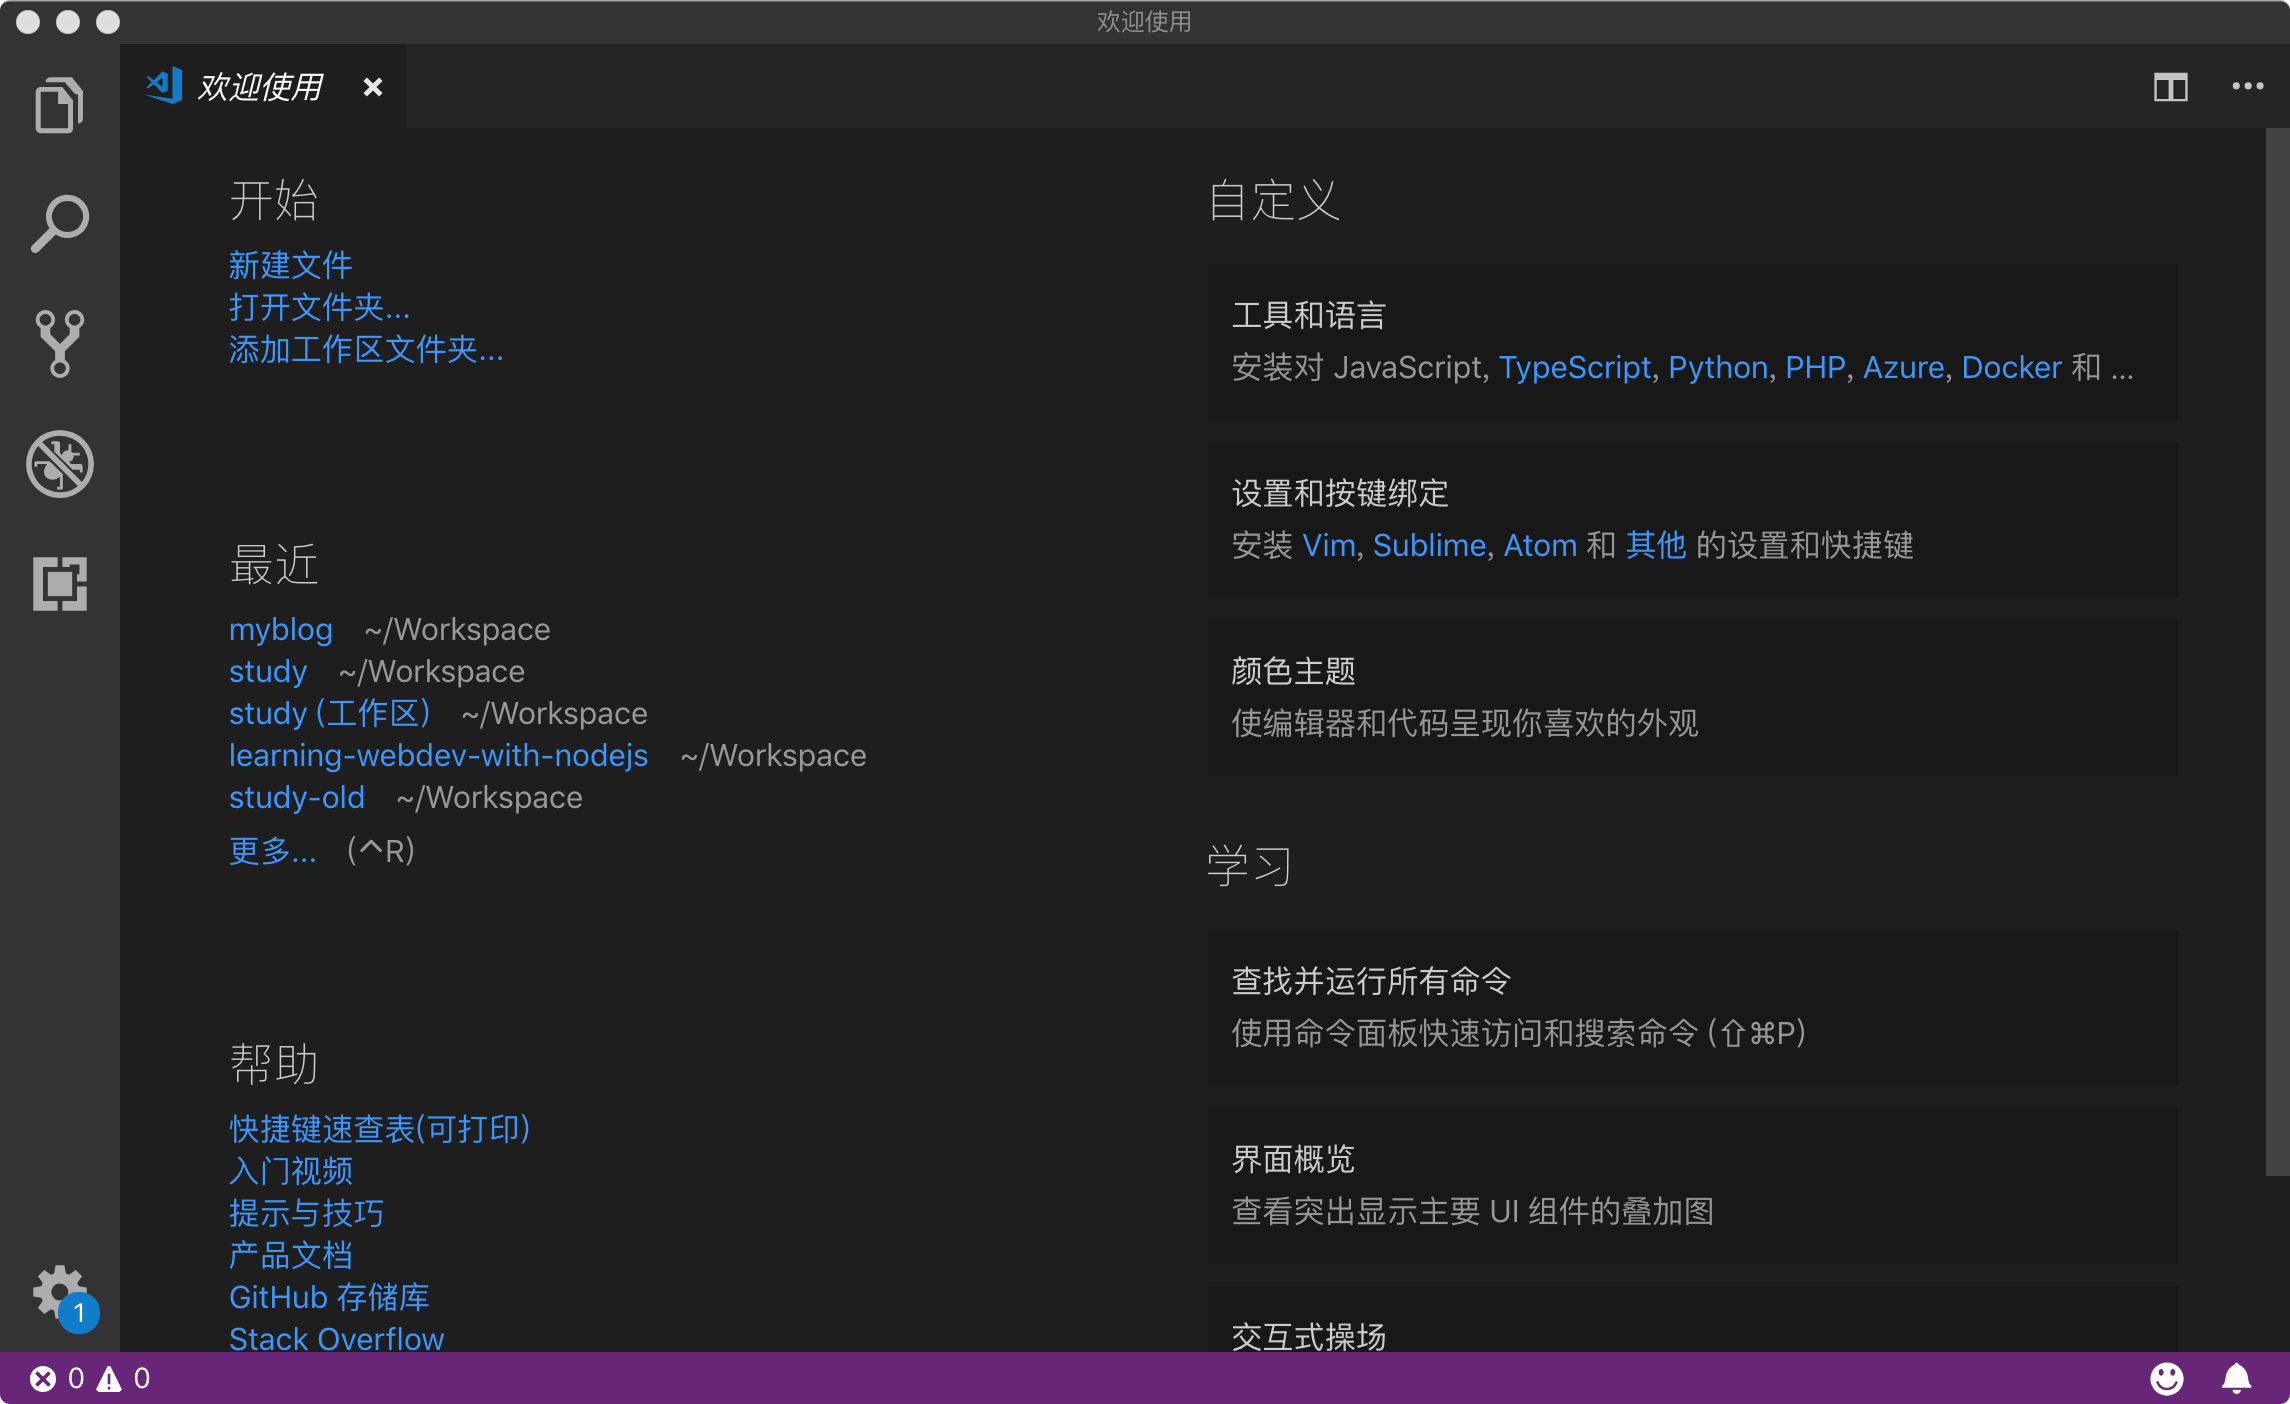 欢迎使用
欢迎使用
开始
新建文件
打开文件夹...
添加工作区文件夹...
最近
myblog ~/Workspace
study ~/Workspace
study (工作区) ~/Workspace
learning-webdev-with-nodejs ~/Workspace
study-old ~/Workspace
更多... (^R)
帮助
快捷键速查表(可打印)
入门视频
提示与技巧
产品文档
GitHub 存储库
Stack Overflow
自定义
工具和语言
安装对 JavaScript, TypeScript, Python, PHP, Azure, Docker 和 ...
设置和按键绑定
安装 Vim, Sublime, Atom 和 其他 的设置和快捷键
颜色主题
使编辑器和代码呈现你喜欢的外观
学习
查找并运行所有命令
使用命令面板快速访问和搜索命令 (⇧⌘P)
界面概览
查看突出显示主要 UI 组件的叠加图
交互式操场
1
0 0